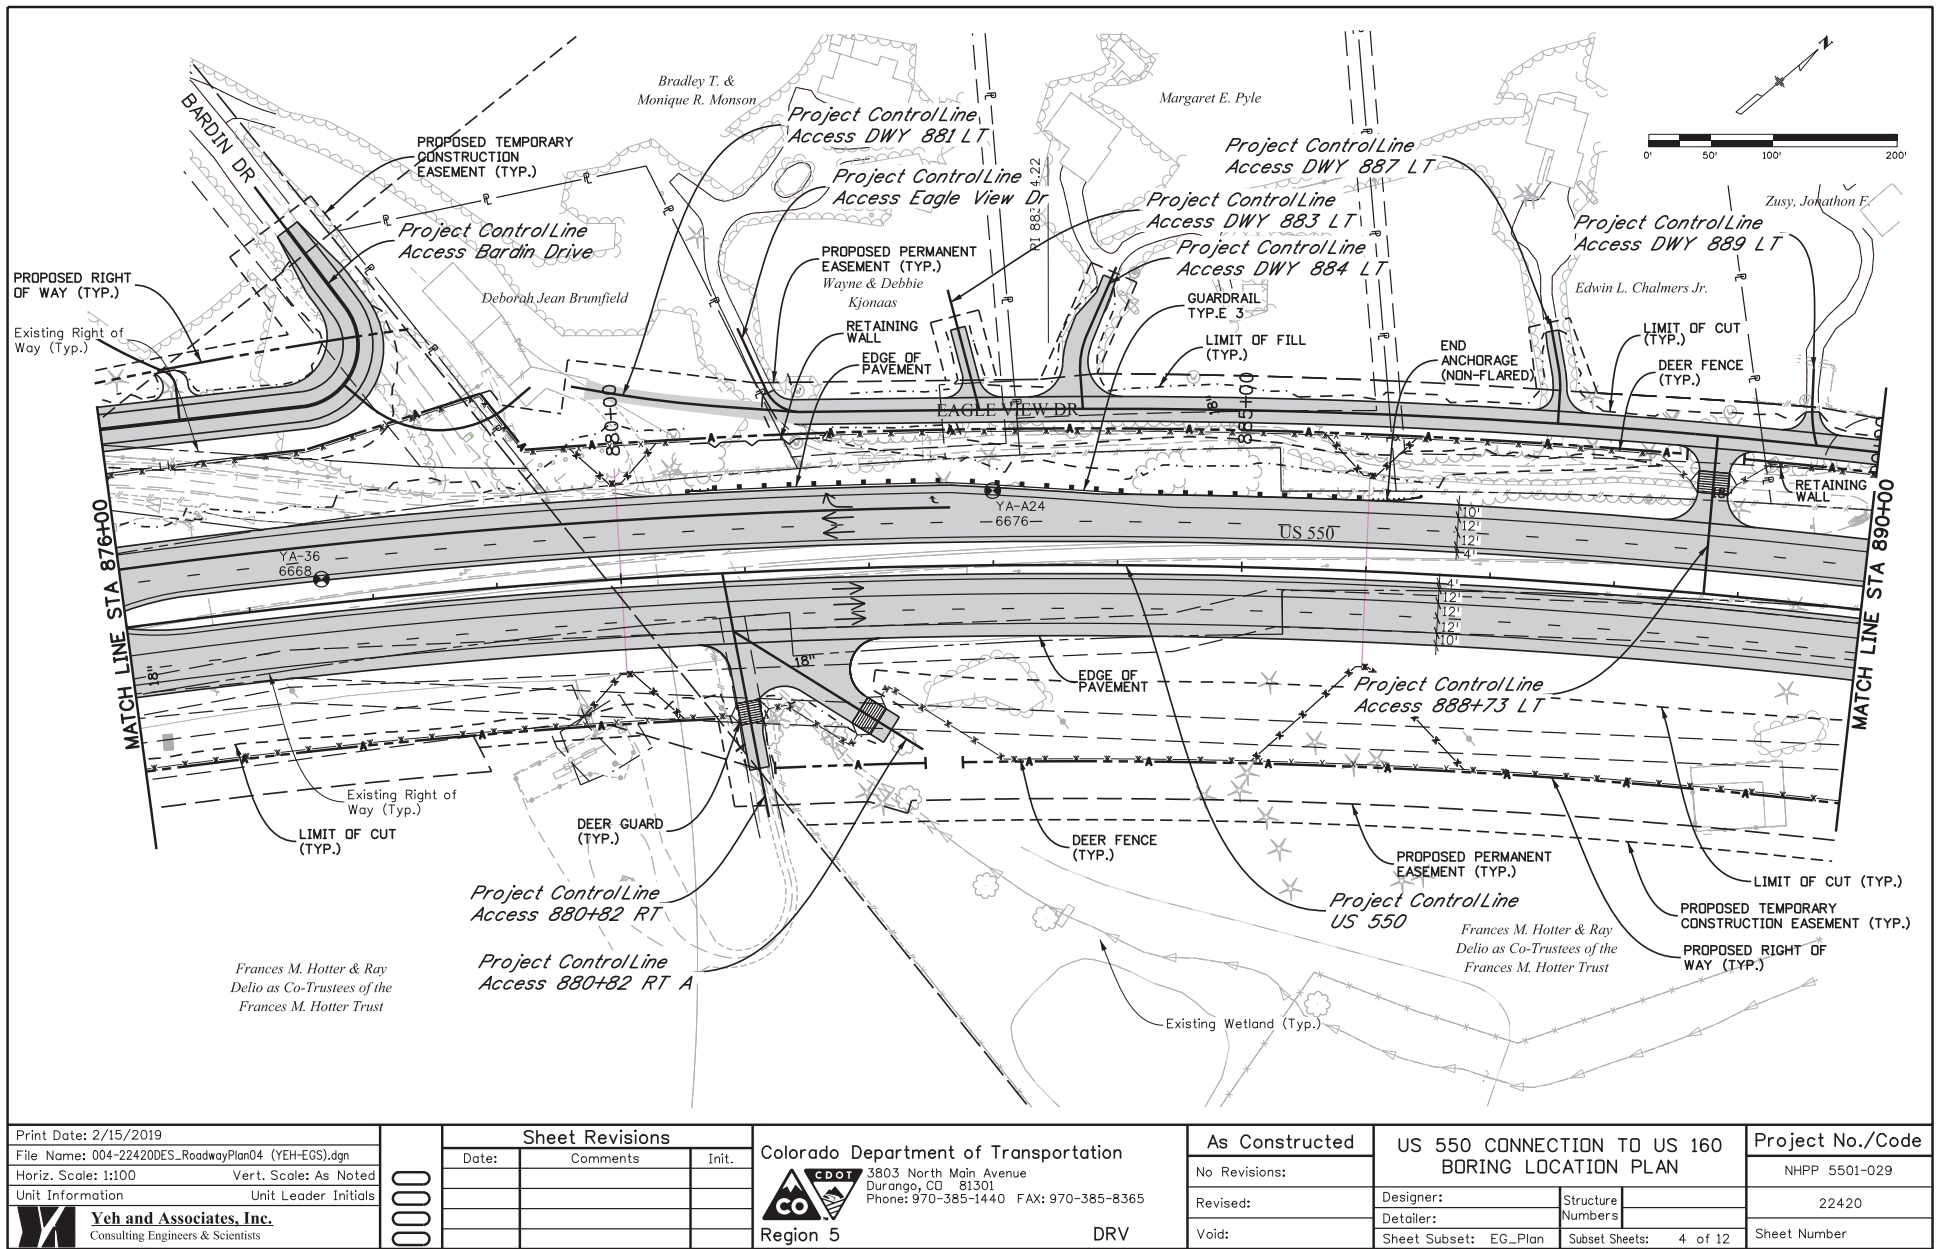 Bradley T. &
Monique R. Monson
Margaret E. Pyle
N
0' 50' 100' 200'
BARDIN DR
PROPOSED TEMPORARY
CONSTRUCTION
EASEMENT (TYP.)
Project Control Line
Access DWY 881 LT
Project Control Line
Access Eagle View Dr
Project Control Line
Access DWY 887 LT
Project Control Line
Access DWY 883 LT
Project Control Line
Access DWY 884 LT
Zusy, Jonathon F.
Project Control Line
Access DWY 889 LT
Project Control Line
Access Bardin Drive
PROPOSED RIGHT
OF WAY (TYP.)
Existing Right of
Way (Typ.)
Deborah Jean Brumfield
PROPOSED PERMANENT
EASEMENT (TYP.)
Wayne & Debbie
Kjonaas
RETAINING
WALL
EDGE OF
PAVEMENT
GUARDRAIL
TYP.E 3
LIMIT OF FILL
(TYP.)
Edwin L. Chalmers Jr.
LIMIT OF CUT
(TYP.)
DEER FENCE
(TYP.)
END
ANCHORAGE
(NON-FLARED)
880+00
EAGLE VIEW DR
18"
885+00
RETAINING
WALL
18"
MATCH LINE STA 876+00
MATCH LINE STA 890+00
YA-A24
6676
US 550
10'
12'
12'
4'
YA-36
6668
4'
12'
12'
12'
10'
18"
18"
EDGE OF
PAVEMENT
Project Control Line
Access 888+73 LT
Existing Right of
Way (Typ.)
LIMIT OF CUT
(TYP.)
DEER GUARD
(TYP.)
DEER FENCE
(TYP.)
PROPOSED PERMANENT
EASEMENT (TYP.)
LIMIT OF CUT (TYP.)
Project Control Line
Access 880+82 RT
Project Control Line
US 550
PROPOSED TEMPORARY
CONSTRUCTION EASEMENT (TYP.)
Frances M. Hotter & Ray
Delio as Co-Trustees of the
Frances M. Hotter Trust
PROPOSED RIGHT OF
WAY (TYP.)
Project Control Line
Access 880+82 RT A
Frances M. Hotter & Ray
Delio as Co-Trustees of the
Frances M. Hotter Trust
Existing Wetland (Typ.)
Print Date: 2/15/2019
File Name: 004-22420DES_RoadwayPlan04 (YEH-EGS).dgn
Horiz. Scale: 1:100 Vert. Scale: As Noted
Unit Information Unit Leader Initials
Yeh and Associates, Inc.
Consulting Engineers & Scientists
Sheet Revisions
Date: Comments Init.
Colorado Department of Transportation
CDOT
CO
3803 North Main Avenue
Durango, CO 81301
Phone: 970-385-1440 FAX: 970-385-8365
Region 5 DRV
As Constructed
No Revisions:
Revised:
Void:
US 550 CONNECTION TO US 160
BORING LOCATION PLAN
Designer:
Detailer:
Structure
Numbers
Sheet Subset: EG_Plan
Subset Sheets: 4 of 12
Project No./Code
NHPP 5501-029
22420
Sheet Number